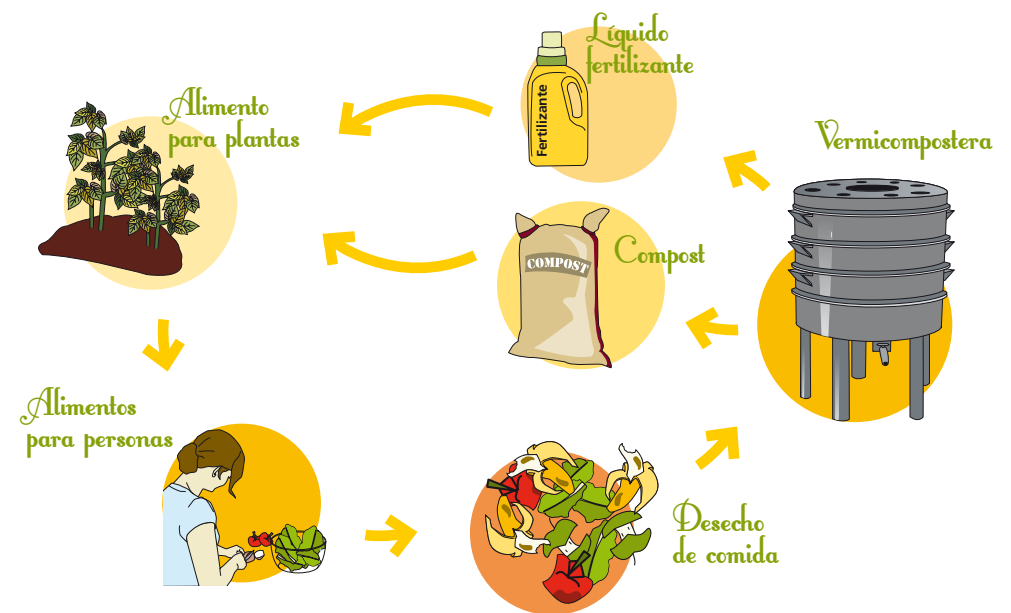 Líquido
fertilizante
Fertilizante
Alimento
para plantas
Vermicompostera
Compost
COMPOST
Alimentos
para personas
Desecho
de comida